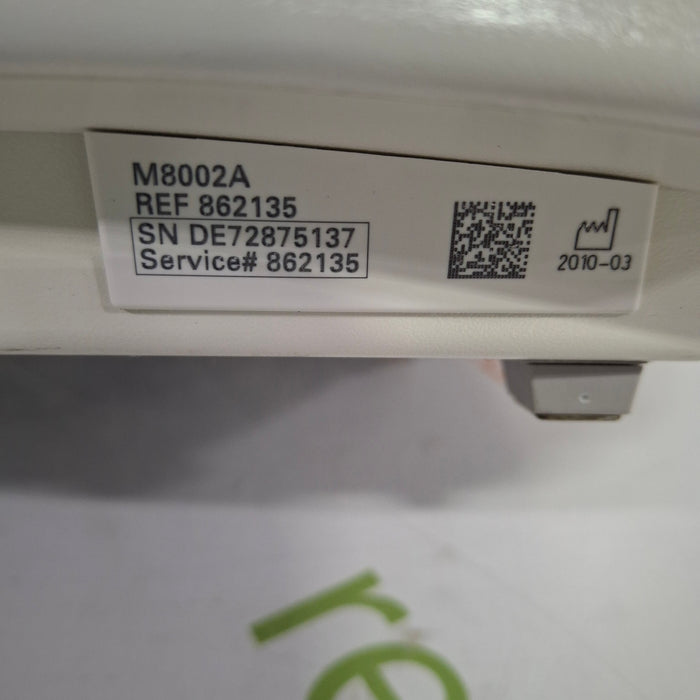 M8002A
REF 862135
SN DE72875137
Service# 862135
2010-03
re